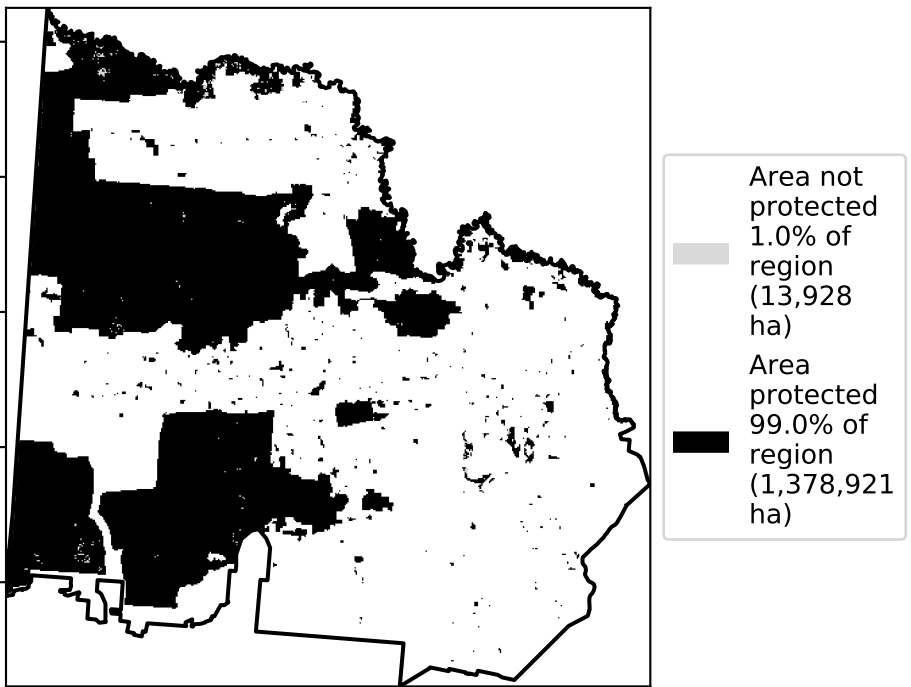 Area not
protected
1.0% of
region
(13,928
ha)
Area
protected
99.0% of
region
(1,378,921
ha)